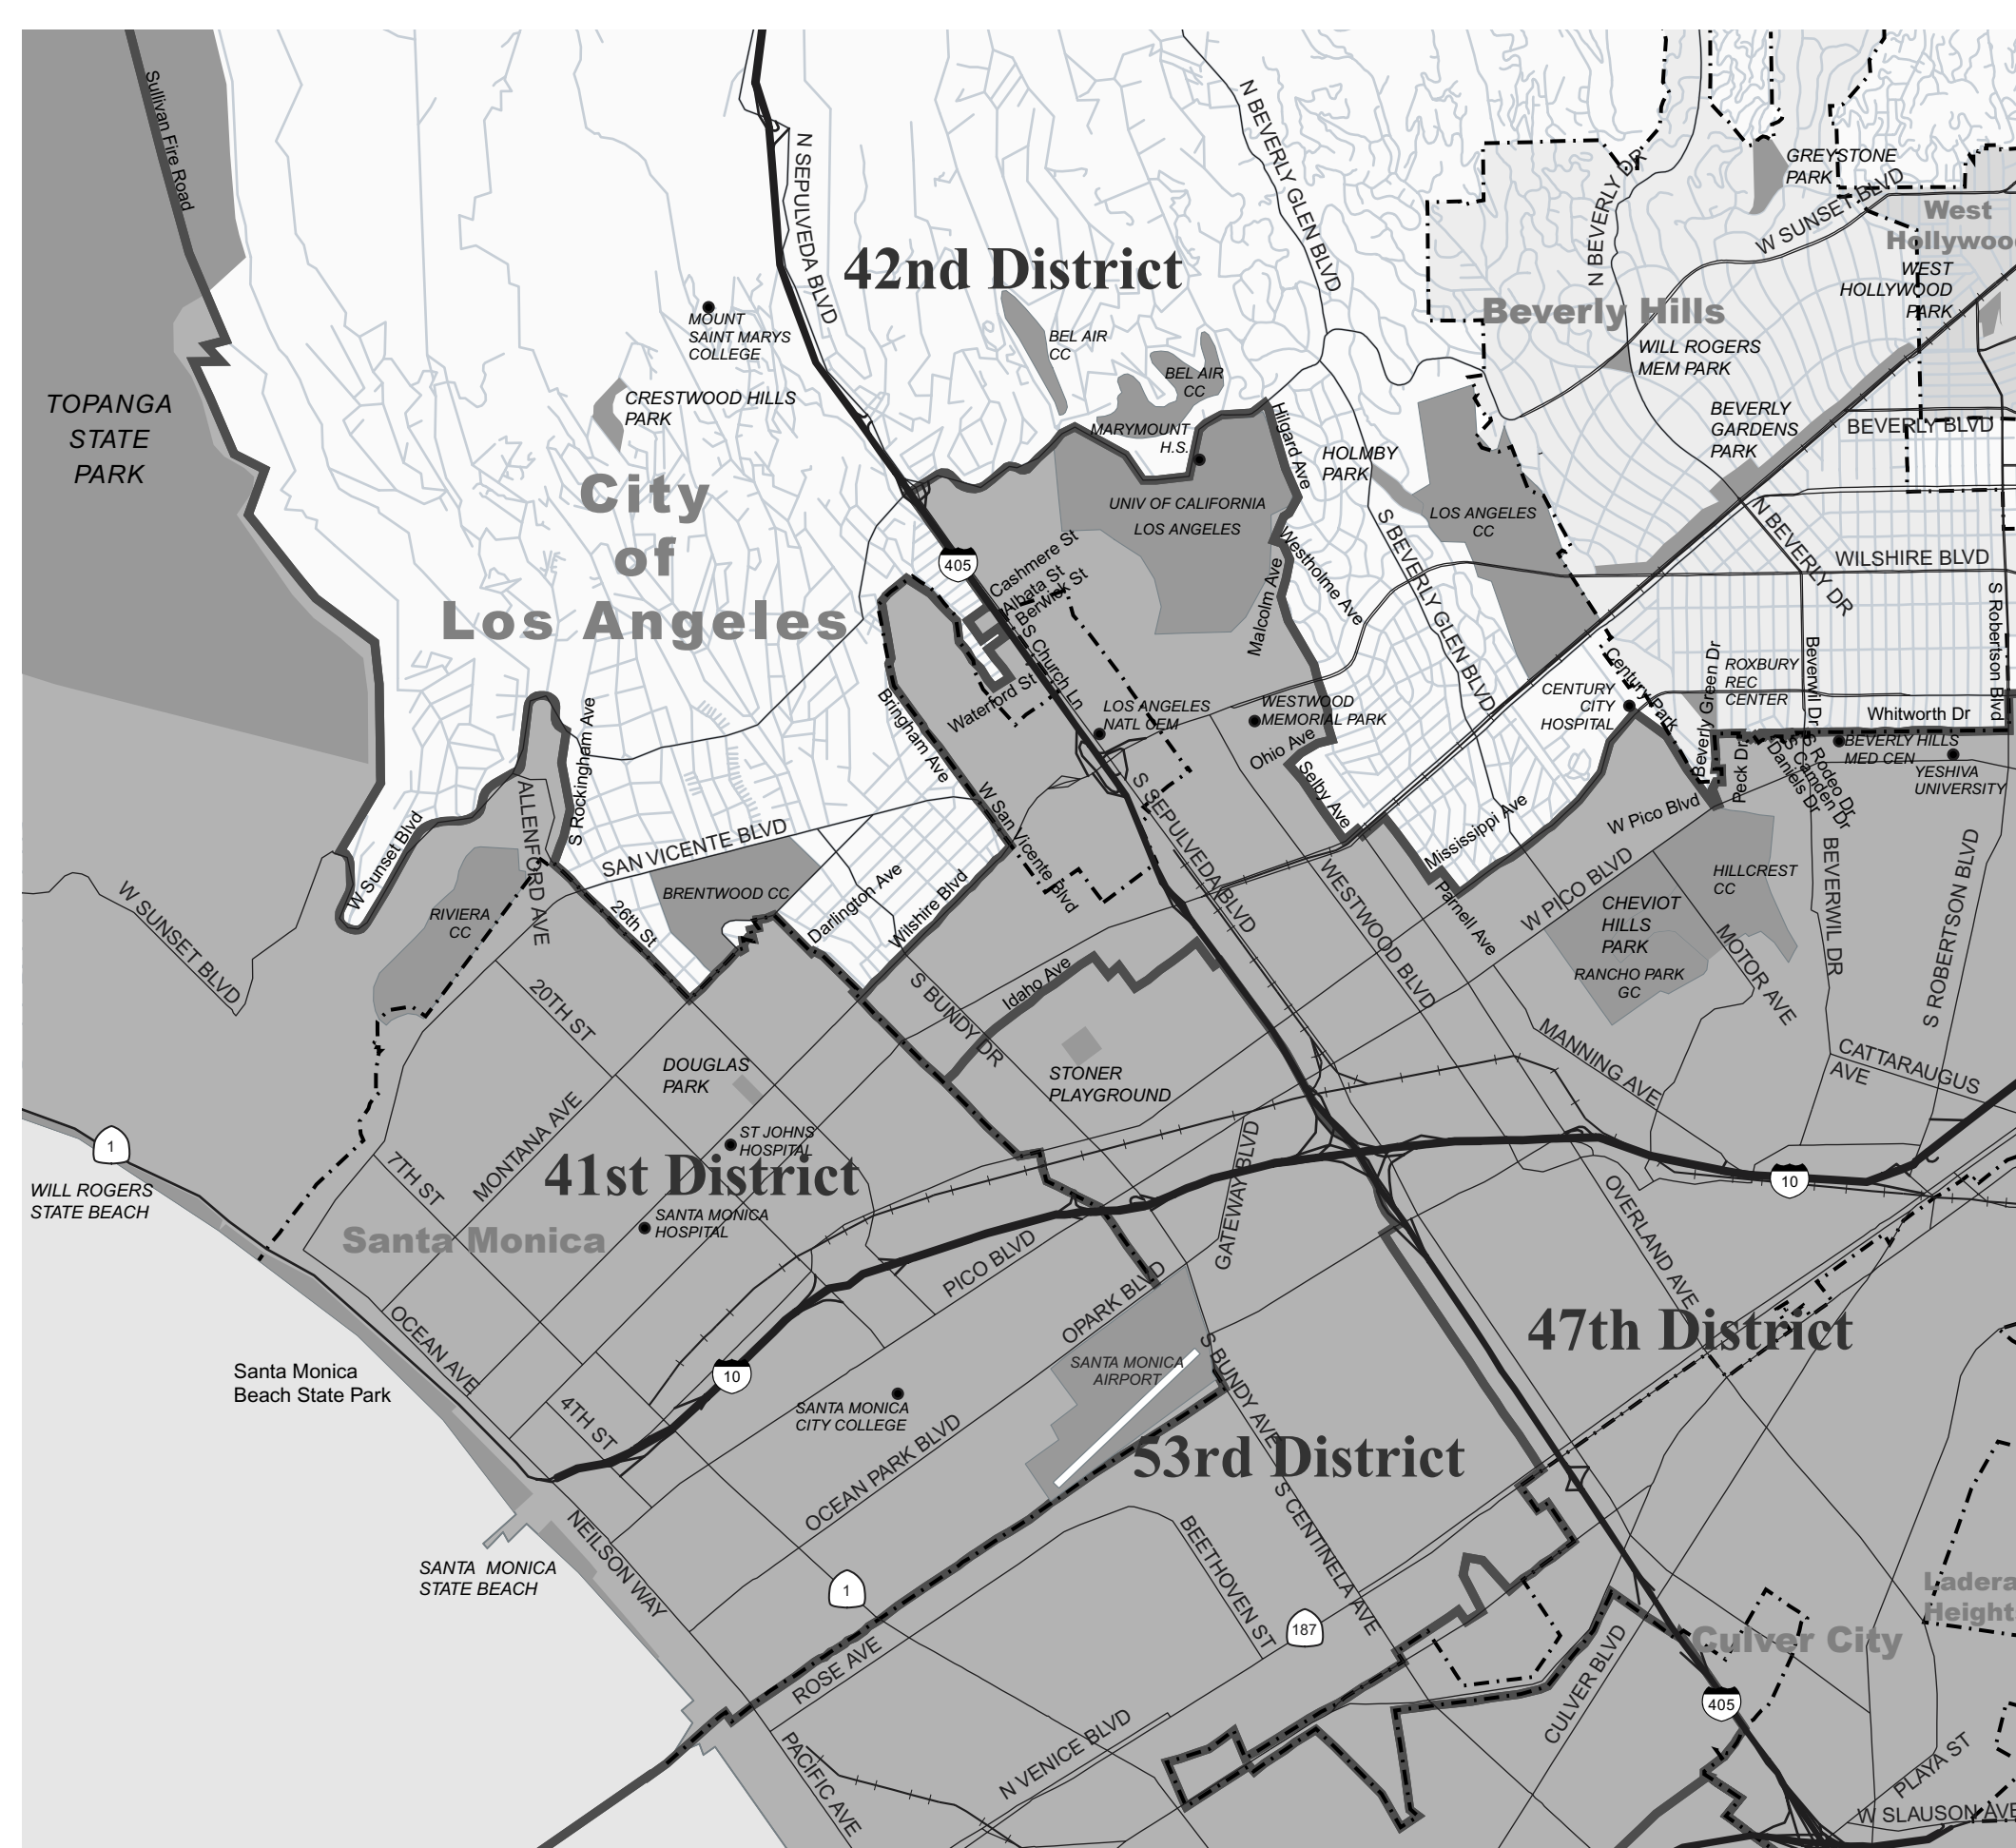 Sullivan Fire Road
N SEPULVEDA BLVD
N BEVERLY GLEN BLVD
N BEVERLY DR
GREYSTONE
PARK
W SUNSET BLVD
West
Hollywoo
WEST
HOLLYWOOD
PARK
42nd District
Beverly Hills
MOUNT
SAINT MARYS
COLLEGE
BEL AIR
CC
BEL AIR
CC
WILL ROGERS
MEM PARK
TOPANGA
STATE
PARK
CRESTWOOD HILLS
PARK
MARYMOUNT
H.S.
Hilgard Ave
HOLMBY
PARK
BEVERLY
GARDENS
PARK
BEVERLY BLVD
City
of
Los Angeles
UNIV OF CALIFORNIA
LOS ANGELES
LOS ANGELES
CC
S BEVERLY GLEN BLVD
N BEVERLY DR
WILSHIRE BLVD
405
Cashmere St
Albata St
Berwick St
S Church Ln
Westholme Ave
Malcolm Ave
S Robertson Blvd
Bringham Ave
Waterford St
LOS ANGELES
NATL CEM
WESTWOOD
MEMORIAL PARK
Ohio Ave
CENTURY
CITY
HOSPITAL
Century Park
Beverly Green Dr
ROXBURY
REC
CENTER
Beverwil Dr
Whitworth Dr
BEVERLY HILLS
MED CEN
YESHIVA
UNIVERSITY
Peck Dr
S Rodeo Dr
S Camden Dr
Daniels Dr
S Rockingham Ave
W Sunset Blvd
ALLENFORD AVE
SAN VICENTE BLVD
W San Vicente Blvd
S SEPULVEDA BLVD
Selby Ave
Mississippi Ave
W Pico Blvd
W SUNSET BLVD
RIVIERA
CC
26th St
BRENTWOOD CC
Darlington Ave
Wilshire Blvd
WESTWOOD BLVD
Parnell Ave
W PICO BLVD
HILLCREST
CC
CHEVIOT
HILLS
PARK
RANCHO PARK
GC
MOTOR AVE
BEVERWIL DR
S ROBERTSON BLVD
20TH ST
S BUNDY DR
Idaho Ave
MANNING AVE
CATTARAUGUS
AVE
DOUGLAS
PARK
STONER
PLAYGROUND
1
WILL ROGERS
STATE BEACH
7TH ST
MONTANA AVE
ST JOHNS
HOSPITAL
41st District
SANTA MONICA
HOSPITAL
Santa Monica
GATEWAY BLVD
10
OVERLAND AVE
PICO BLVD
OPARK BLVD
47th District
OCEAN AVE
Santa Monica
Beach State Park
10
SANTA MONICA
AIRPORT
S BUNDY AVE
4TH ST
SANTA MONICA
CITY COLLEGE
OCEAN PARK BLVD
53rd District
S CENTINELA AVE
NEILSON WAY
SANTA MONICA
STATE BEACH
BEETHOVEN ST
1
187
Ladera
Height
Culver City
ROSE AVE
CULVER BLVD
405
PACIFIC AVE
N VENICE BLVD
PLAYA ST
W SLAUSON AVE